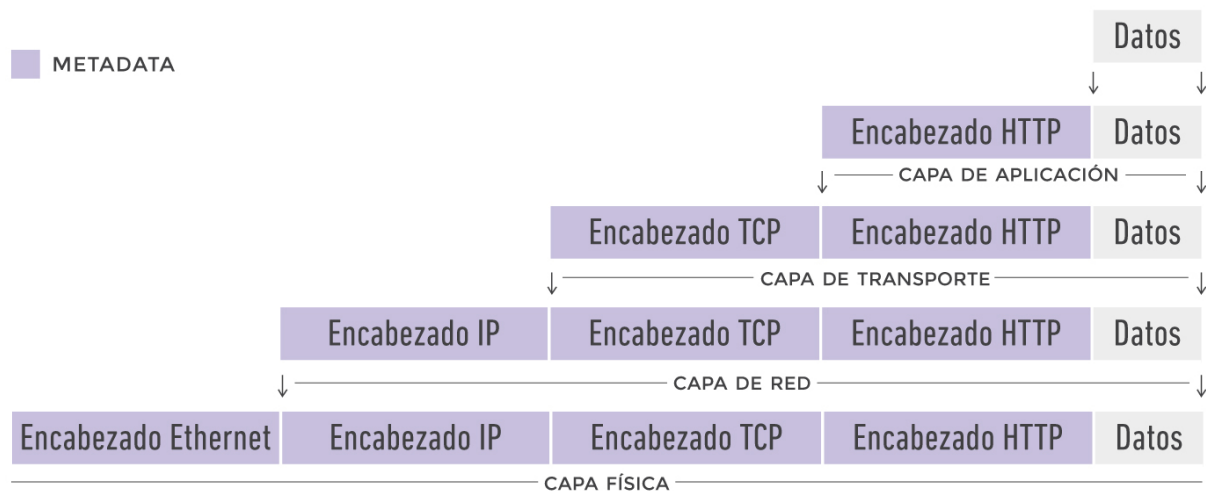 Datos
METADATA
Encabezado HTTP Datos
CAPA DE APLICACIÓN
Encabezado TCP Encabezado HTTP Datos
CAPA DE TRANSPORTE
Encabezado IP Encabezado TCP Encabezado HTTP Datos
CAPA DE RED
Encabezado Ethernet Encabezado IP Encabezado TCP Encabezado HTTP Datos
CAPA FÍSICA